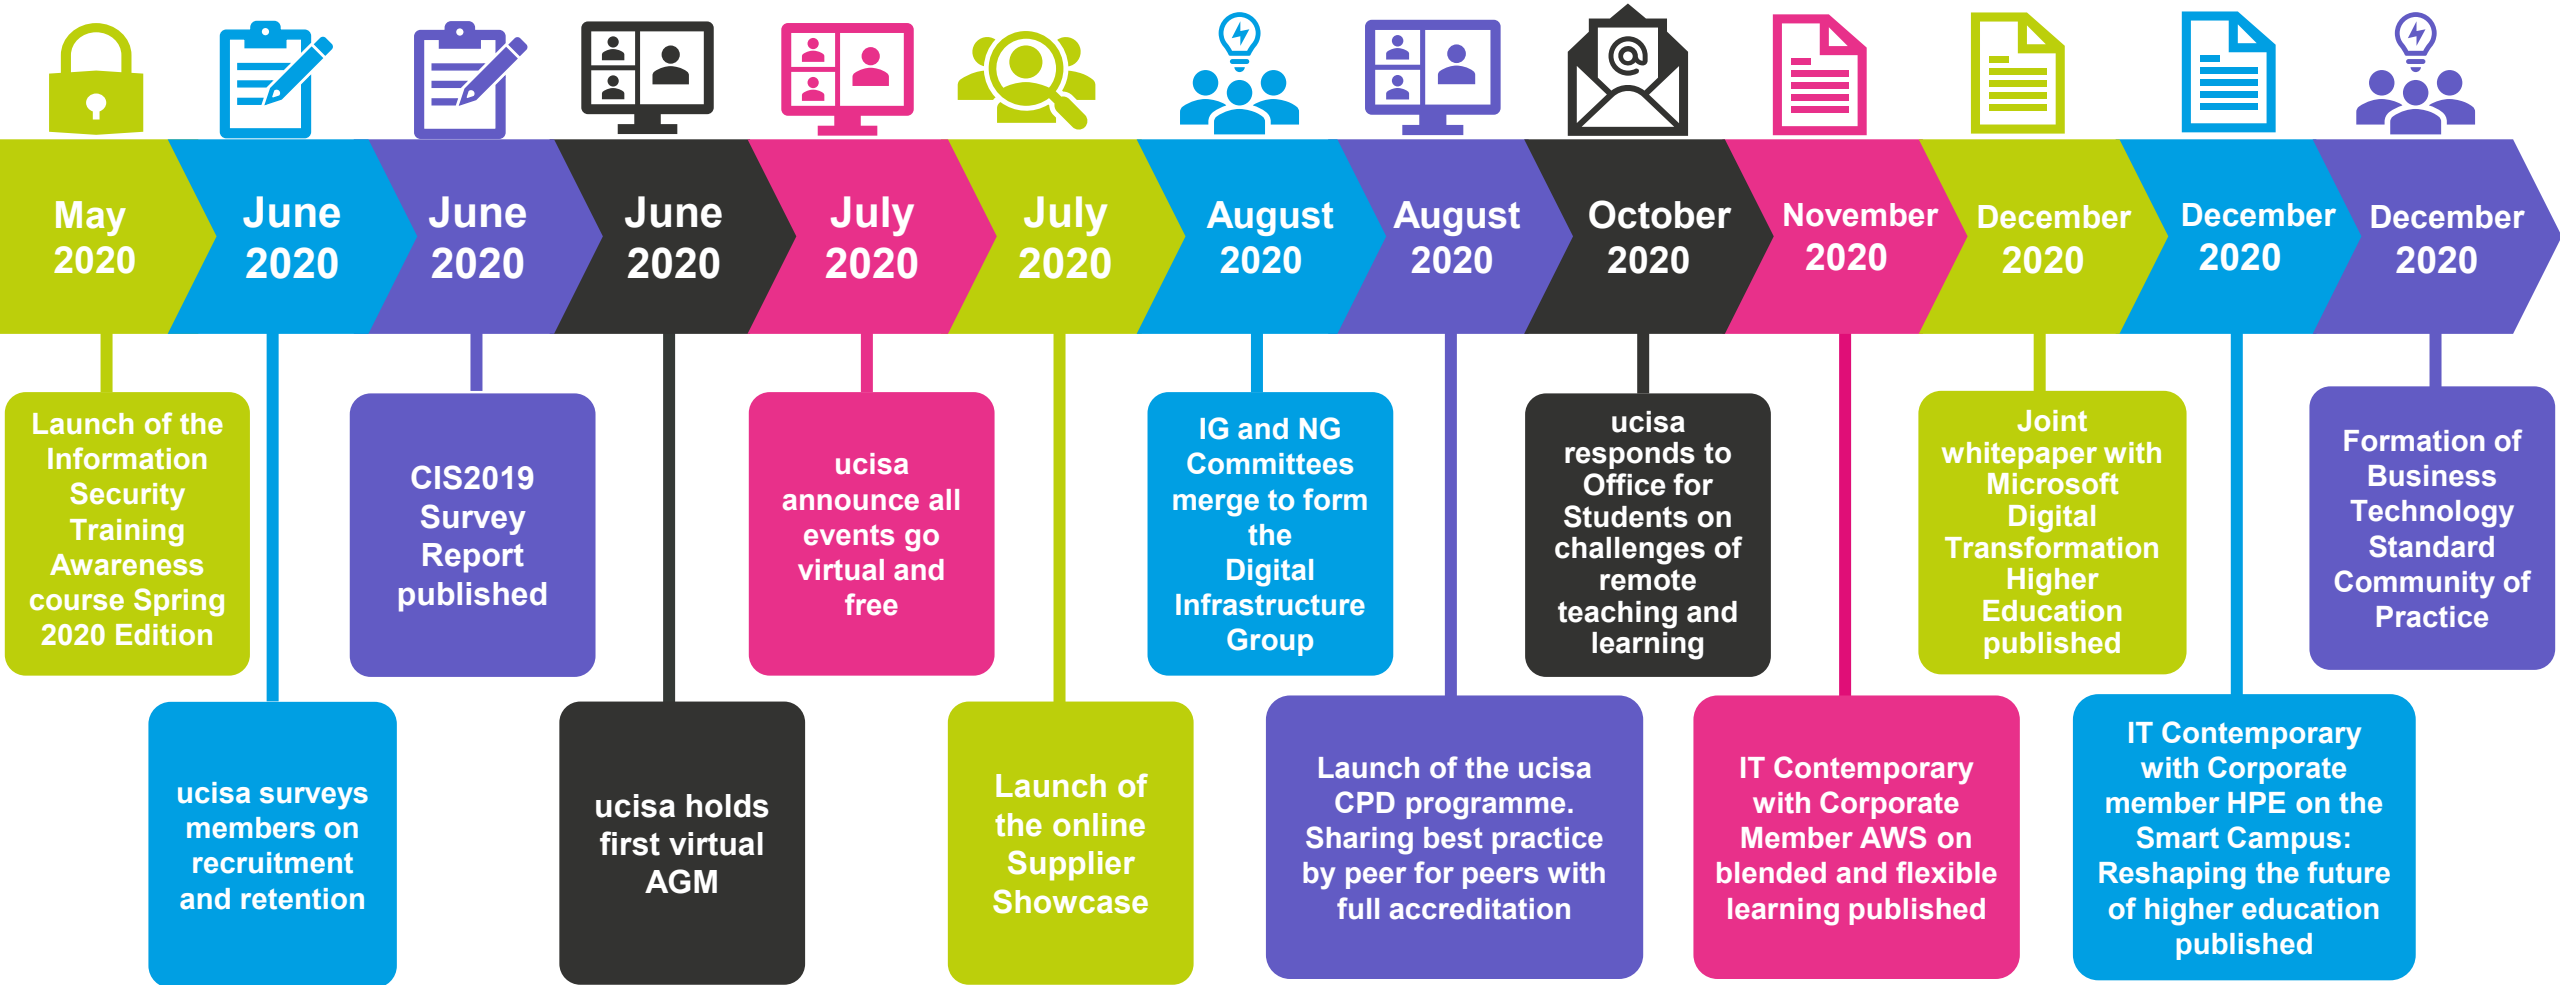 May
2020
June
2020
June
2020
June
2020
July
2020
July
2020
August
2020
August
2020
October
2020
November
2020
December
2020
December
2020
December
2020
Launch of the
Information
Security
Training
Awareness
course Spring
2020 Edition
ucisa surveys
members on
recruitment
and retention
CIS2019
Survey
Report
published
ucisa holds
first virtual
AGM
ucisa
announce all
events go
virtual and
free
Launch of
the online
Supplier
Showcase
IG and NG
Committees
merge to form
the
Digital
Infrastructure
Group
Launch of the ucisa
CPD programme.
Sharing best practice
by peer for peers with
full accreditation
ucisa
responds to
Office for
Students on
challenges of
remote
teaching and
learning
IT Contemporary
with Corporate
Member AWS on
blended and flexible
learning published
Joint
whitepaper with
Microsoft
Digital
Transformation
Higher
Education
published
IT Contemporary
with Corporate
member HPE on the
Smart Campus:
Reshaping the future
of higher education
published
Formation of
Business
Technology
Standard
Community of
Practice